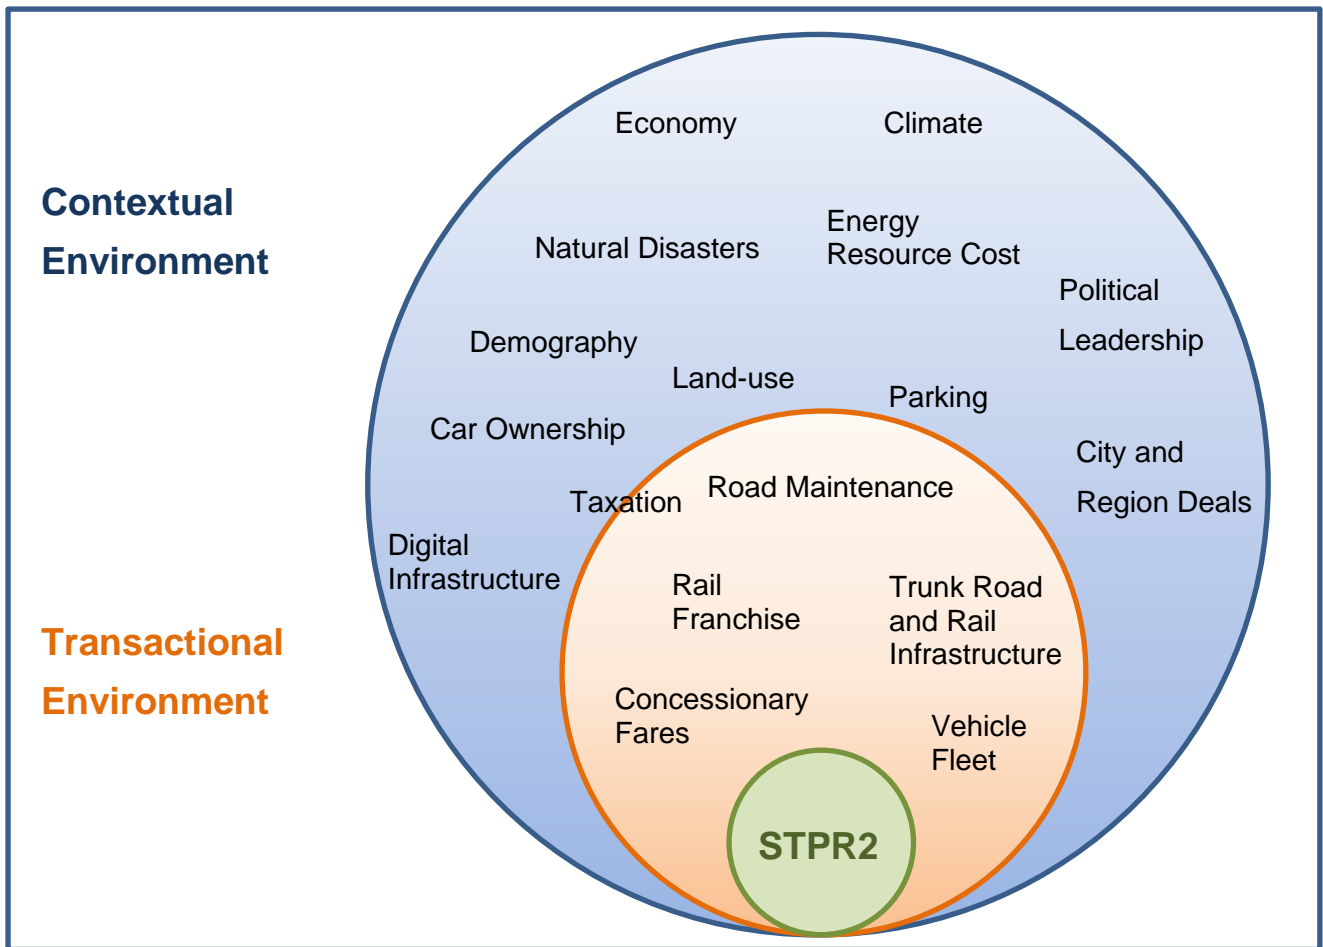 Economy
Climate
Contextual
Environment
Natural Disasters
Energy
Resource Cost
Political
Leadership
Demography
Land-use
Parking
Car Ownership
City and
Region Deals
Taxation
Road Maintenance
Digital
Infrastructure
Rail
Franchise
Trunk Road
and Rail
Infrastructure
Transactional
Environment
Concessionary
Fares
Vehicle
Fleet
STPR2